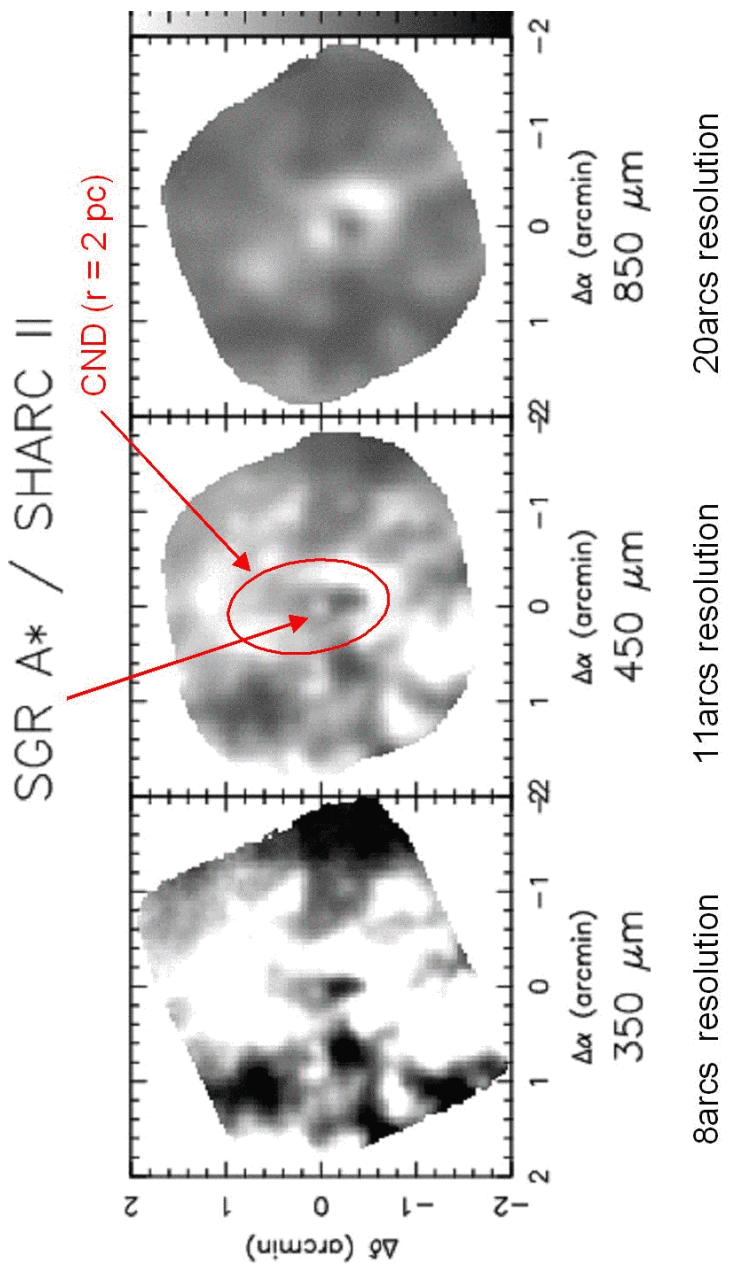 SGR A* / SHARC II
CND (r = 2 pc)
Δδ (arcmin)
2
1
0
−1
−2
2
1
0
−1
−2
2
1
0
−1
−2
2
1
0
−1
−2
Δα (arcmin)
Δα (arcmin)
Δα (arcmin)
350 μm
450 μm
850 μm
8arcs resolution
11arcs resolution
20arcs resolution